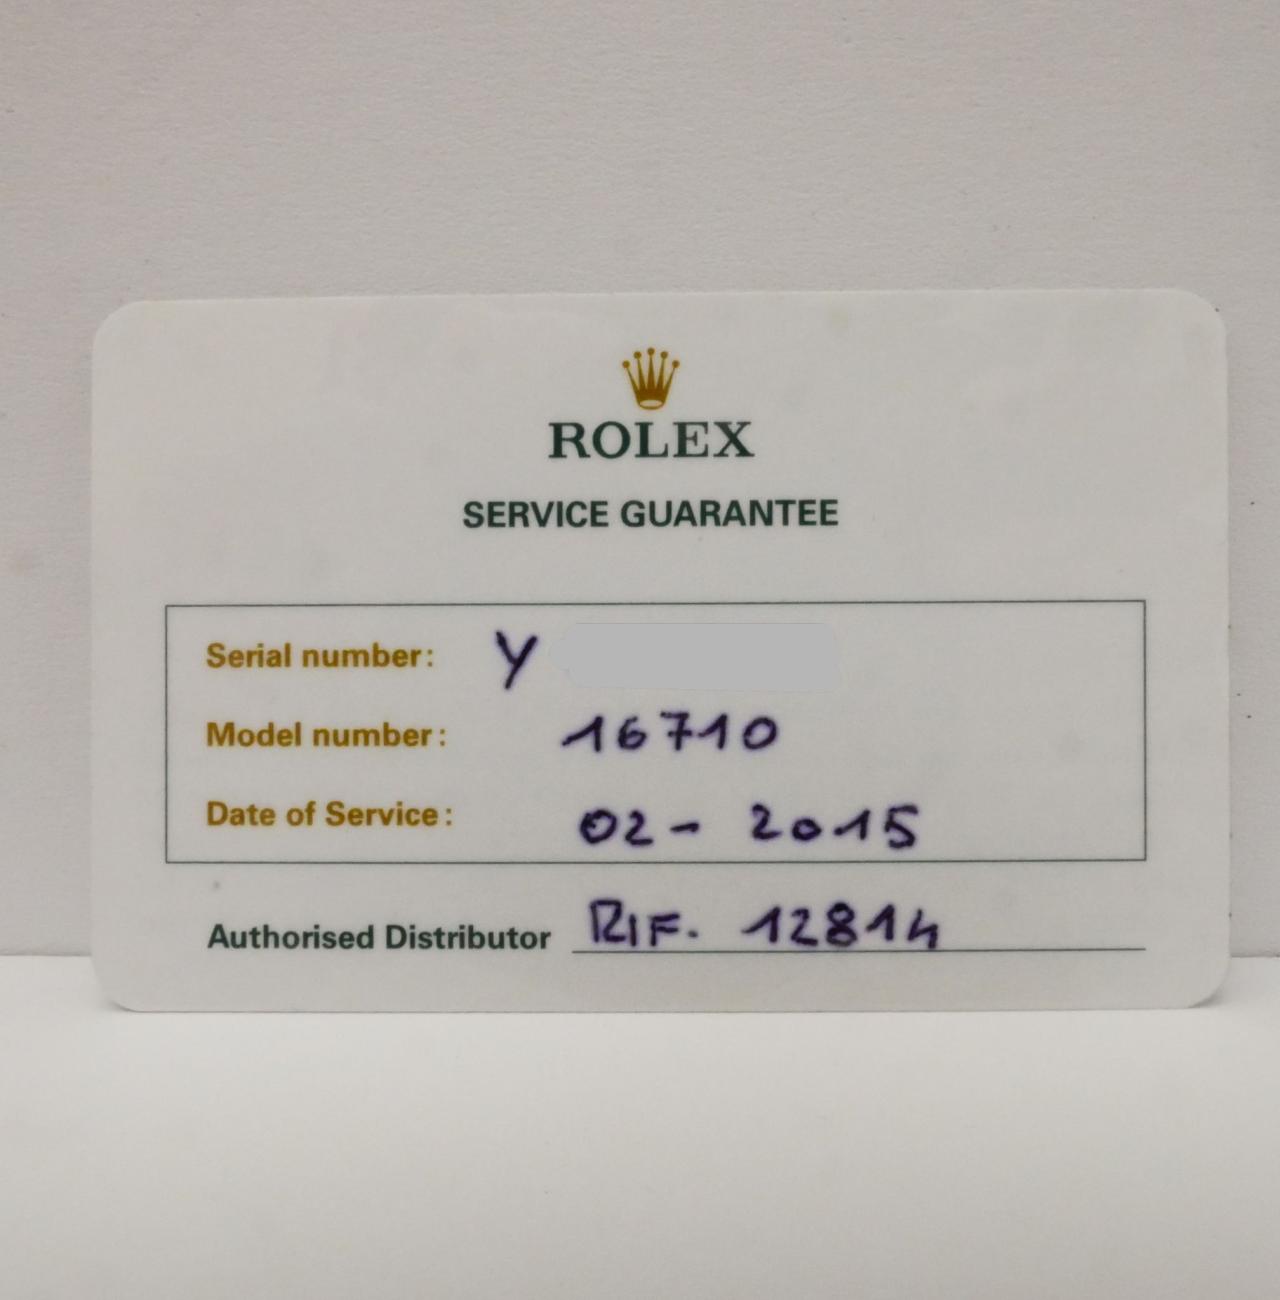 ROLEX
SERVICE GUARANTEE
Serial number: Y
Model number: 16710
Date of Service: 02 - 2015
Authorised Distributor RIF. 12814